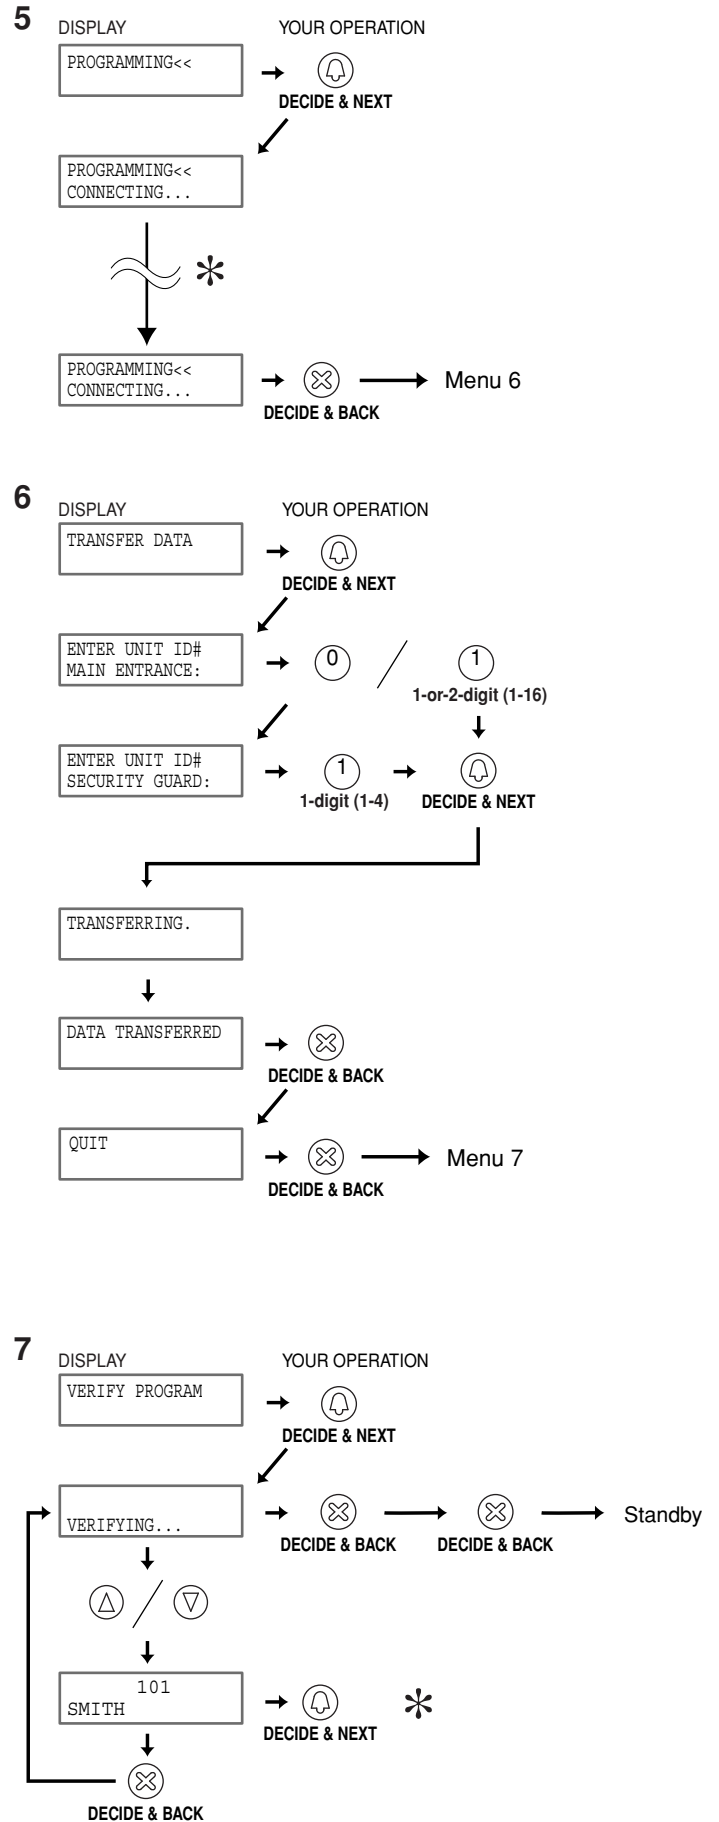 5
DISPLAY YOUR OPERATION
PROGRAMMING<<
DECIDE & NEXT
PROGRAMMING<<
CONNECTING...
*
PROGRAMMING<<
CONNECTING...
Menu 6
DECIDE & BACK
6
DISPLAY YOUR OPERATION
TRANSFER DATA
DECIDE & NEXT
ENTER UNIT ID#
MAIN ENTRANCE:
0 / 1
1-or-2-digit (1-16)
ENTER UNIT ID#
SECURITY GUARD:
1
1-digit (1-4) DECIDE & NEXT
TRANSFERRING.
DATA TRANSFERRED
DECIDE & BACK
QUIT
Menu 7
DECIDE & BACK
7
DISPLAY YOUR OPERATION
VERIFY PROGRAM
DECIDE & NEXT
VERIFYING...
Standby
DECIDE & BACK DECIDE & BACK
/
101
SMITH
*
DECIDE & NEXT
DECIDE & BACK